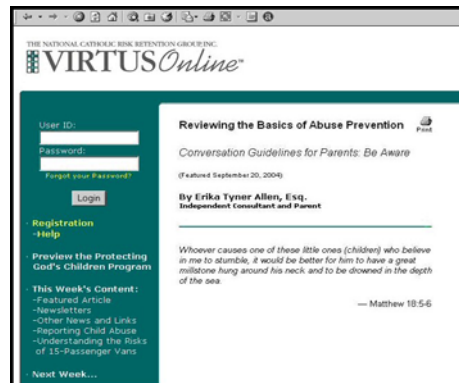 THE NATIONAL CATHOLIC RISK RETENTION GROUP, INC.
VIRTUS Online™
User ID:
Password:
Forgot your Password?
Login
Registration
-Help
Preview the Protecting
God's Children Program
This Week's Content:
-Featured Article
-Newsletters
-Other News and Links
-Reporting Child Abuse
-Understanding the Risks
of 15-Passenger Vans
Next Week...
Reviewing the Basics of Abuse Prevention
Print
Conversation Guidelines for Parents: Be Aware
(Featured September 20, 2004)
By Erika Tyner Allen, Esq.
Independent Consultant and Parent
Whoever causes one of these little ones (children) who believe
in me to stumble, it would be better for him to have a great
millstone hung around his neck and to be drowned in the depth
of the sea.
— Matthew 18:5-6